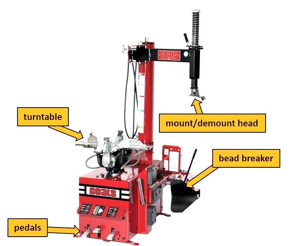 mount/demount head
turntable
bead breaker
pedals